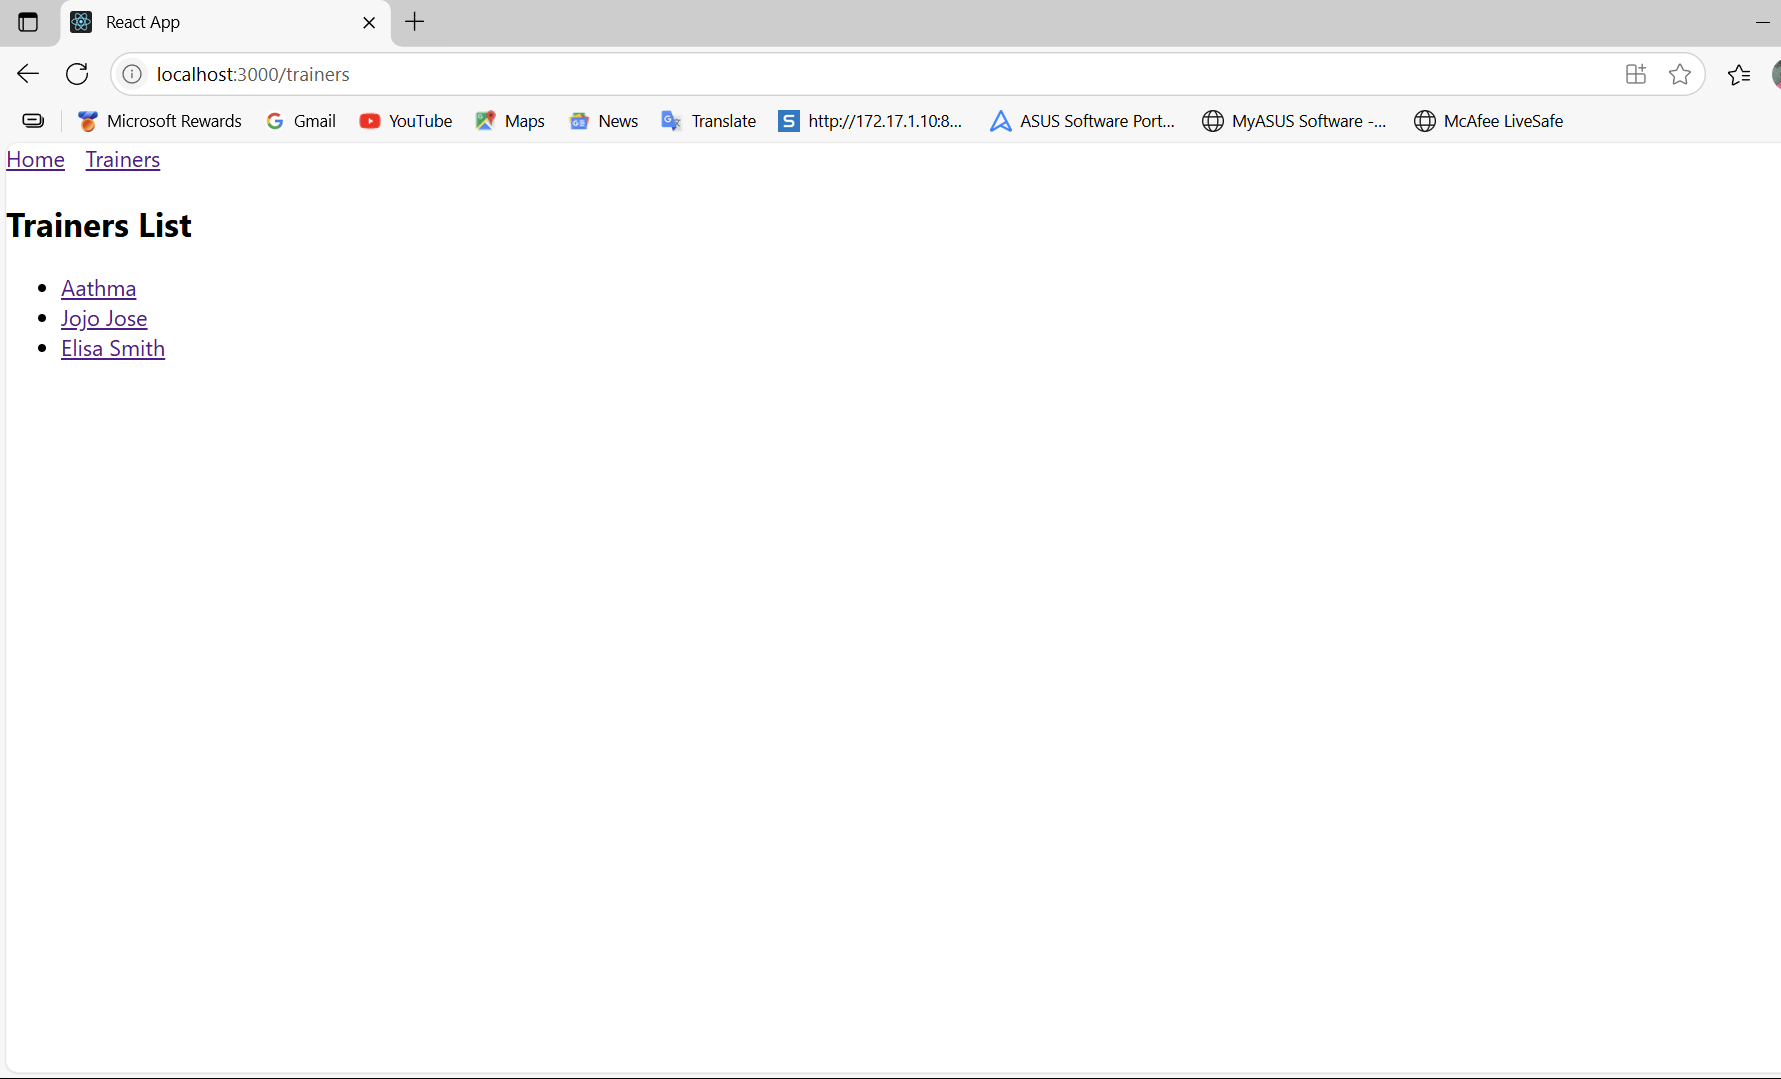 React App
localhost:3000/trainers
Microsoft Rewards Gmail YouTube Maps News Translate http://172.17.1.10:8... ASUS Software Port... MyASUS Software -... McAfee LiveSafe
Home Trainers
Trainers List
Aathma
Jojo Jose
Elisa Smith